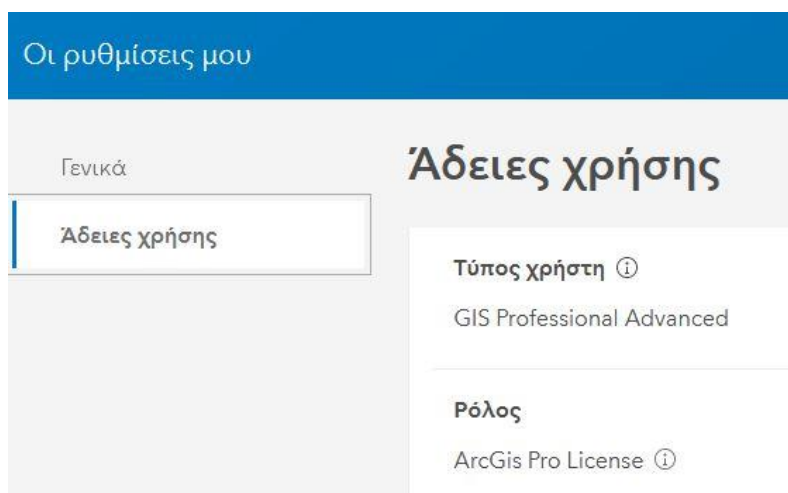 Οι ρυθμίσεις μου
Γενικά
Άδειες χρήσης
Άδειες χρήσης
Τύπος χρήστη ⓘ
GIS Professional Advanced
Ρόλος
ArcGis Pro License ⓘ